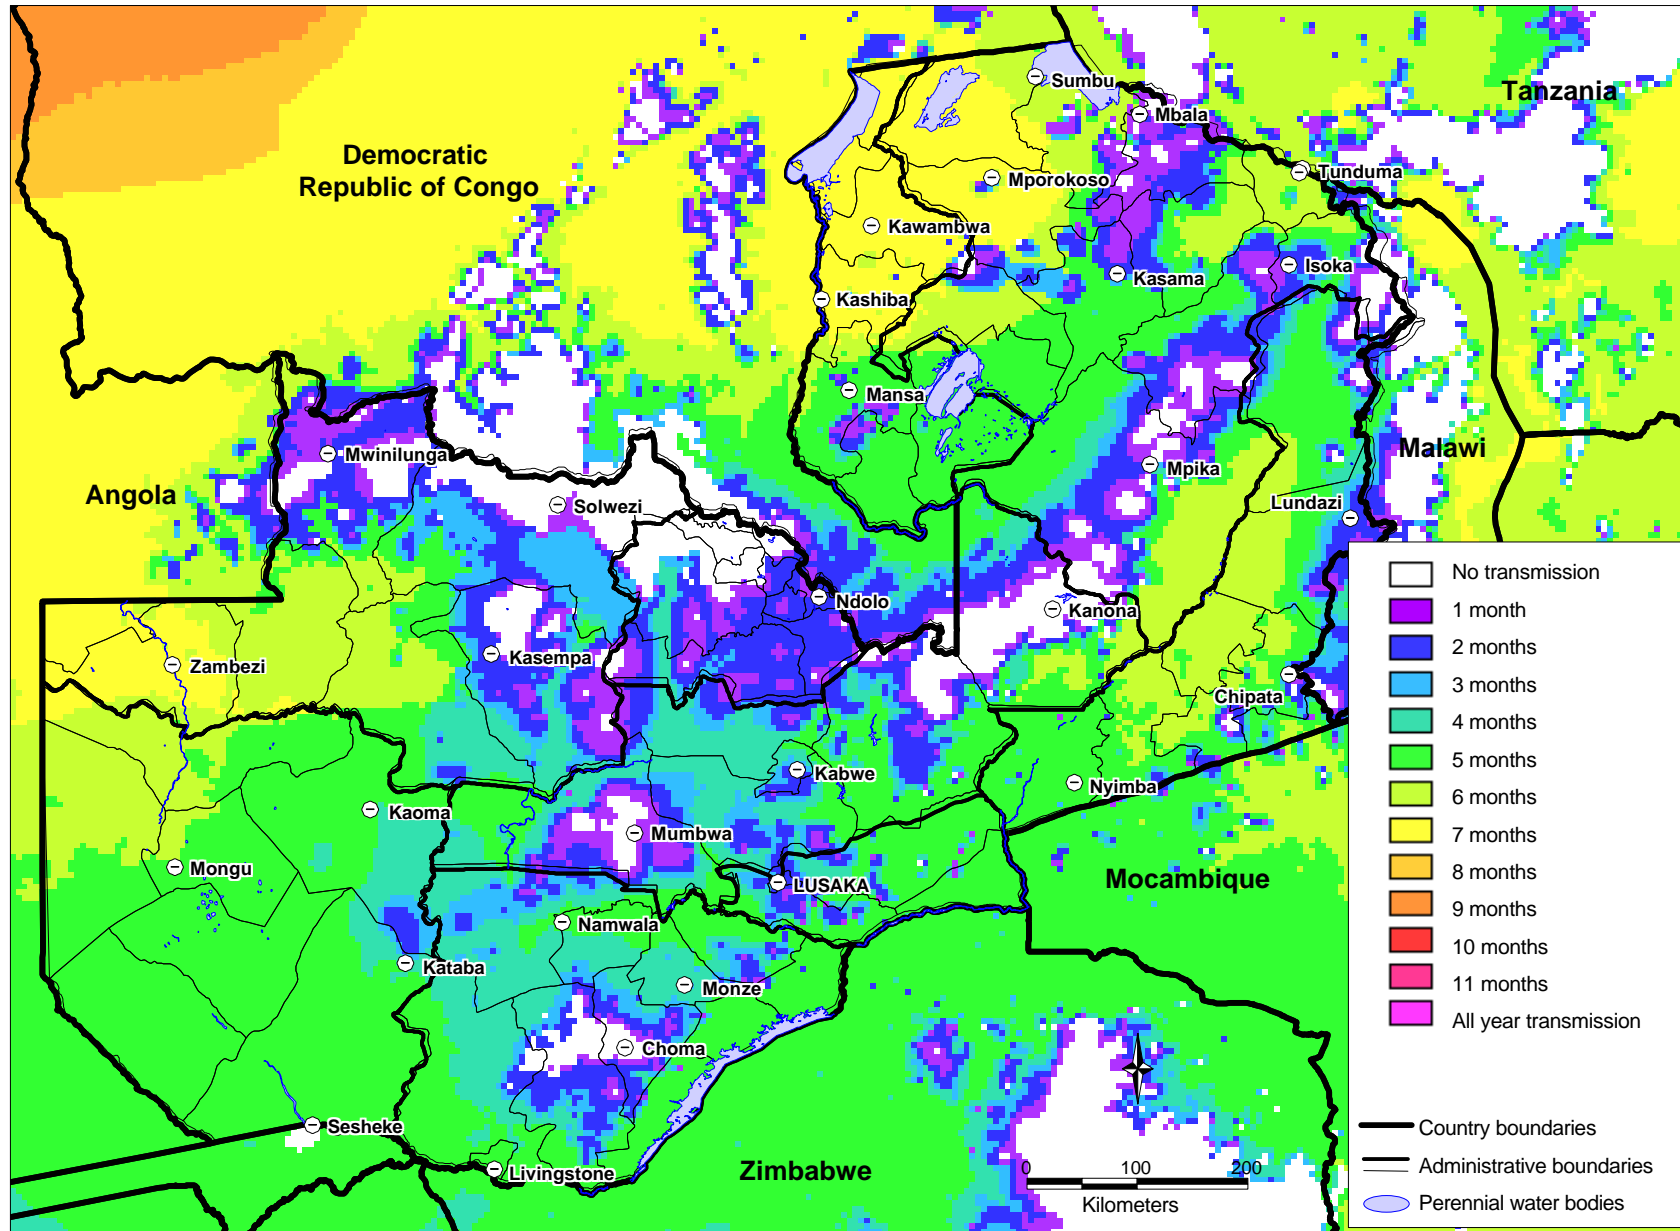 Sumbu
Tanzania
Mbala
Democratic
Republic of Congo
Mporokoso
Tunduma
Kawambwa
Isoka
Kasama
Kashiba
Mansa
Mwinilunga
Malawi
Mpika
Angola
Solwezi
Lundazi
Ndolo
Kanona
Kasempa
Zambezi
Chipata
Kabwe
Nyimba
Kaoma
Mumbwa
Mongu
LUSAKA
Mocambique
Namwala
Kataba
Monze
Choma
Sesheke
Livingstone
Zimbabwe
0 100 200
Kilometers
No transmission
1 month
2 months
3 months
4 months
5 months
6 months
7 months
8 months
9 months
10 months
11 months
All year transmission
Country boundaries
Administrative boundaries
Perennial water bodies